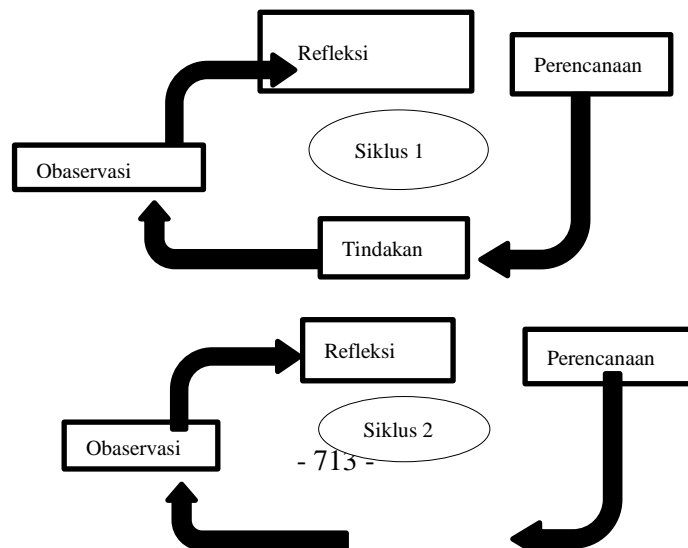 Refleksi
Perencanaan
Siklus 1
Obaservasi
Tindakan
Refleksi
Perencanaan
Siklus 2
Obaservasi
- 713 -